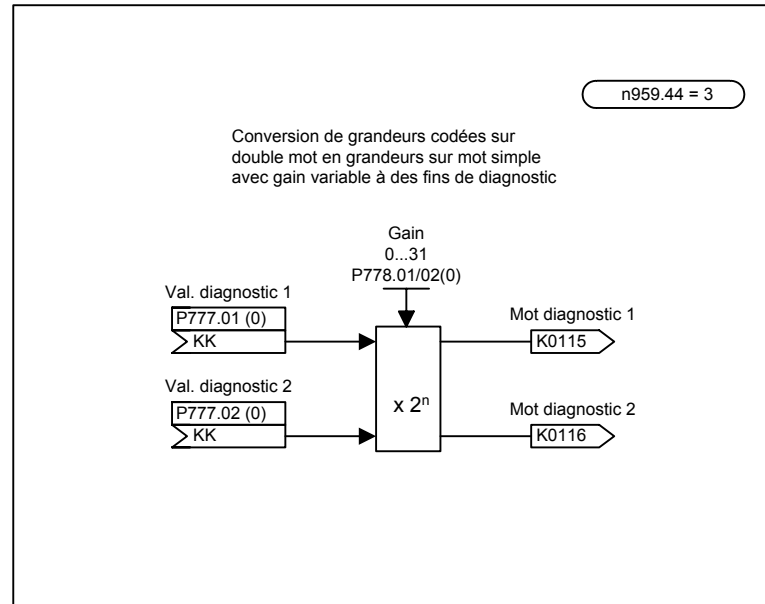 n959.44 = 3
Conversion de grandeurs codées sur
double mot en grandeurs sur mot simple
avec gain variable à des fins de diagnostic
Gain
0...31
P778.01/02(0)
Val. diagnostic 1
P777.01 (0)
KK
Mot diagnostic 1
K0115
Val. diagnostic 2
P777.02 (0)
KK
x 2ⁿ
Mot diagnostic 2
K0116